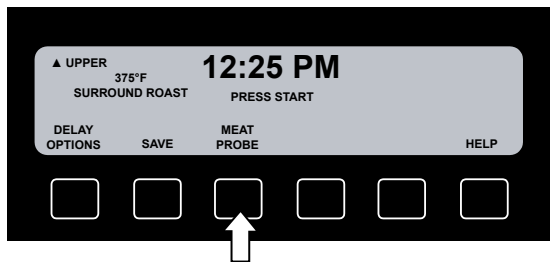 ▲ UPPER
12:25 PM
375°F
SURROUND ROAST
PRESS START
DELAY
OPTIONS
SAVE
MEAT
PROBE
HELP